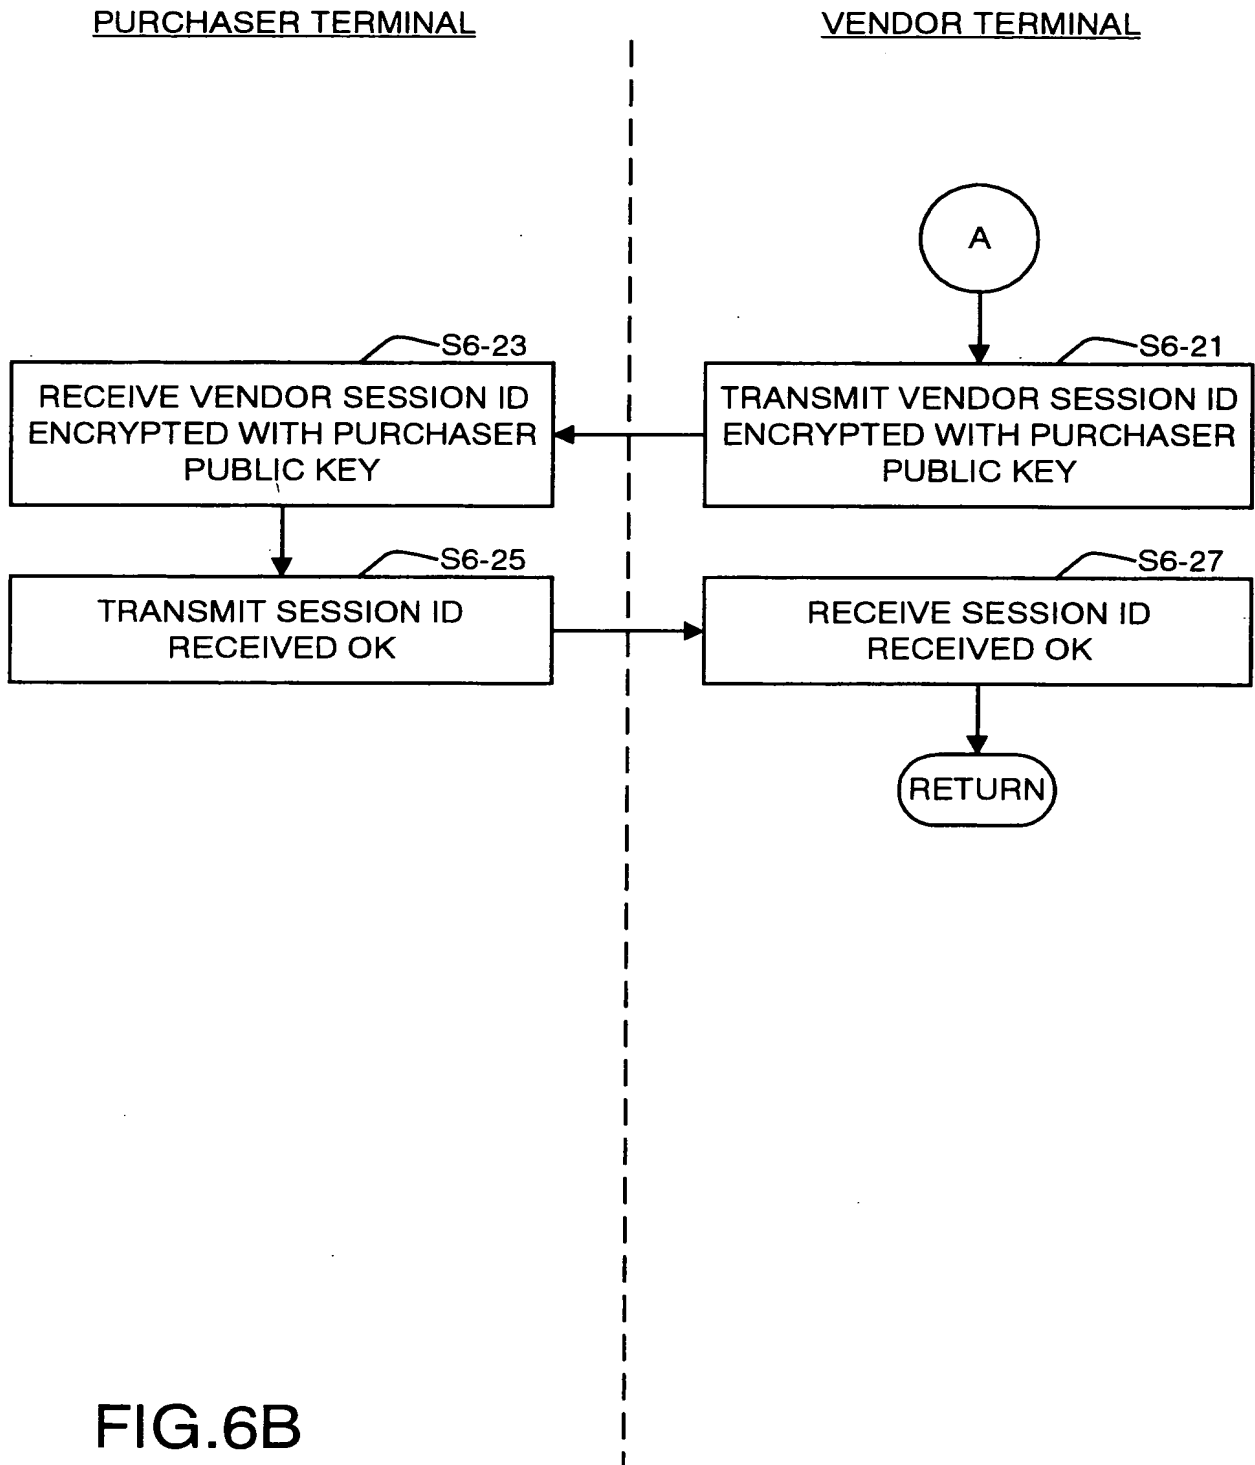 PURCHASER TERMINAL
VENDOR TERMINAL
A
S6-23
RECEIVE VENDOR SESSION ID
ENCRYPTED WITH PURCHASER
PUBLIC KEY
S6-21
TRANSMIT VENDOR SESSION ID
ENCRYPTED WITH PURCHASER
PUBLIC KEY
S6-25
TRANSMIT SESSION ID
RECEIVED OK
S6-27
RECEIVE SESSION ID
RECEIVED OK
RETURN
FIG.6B